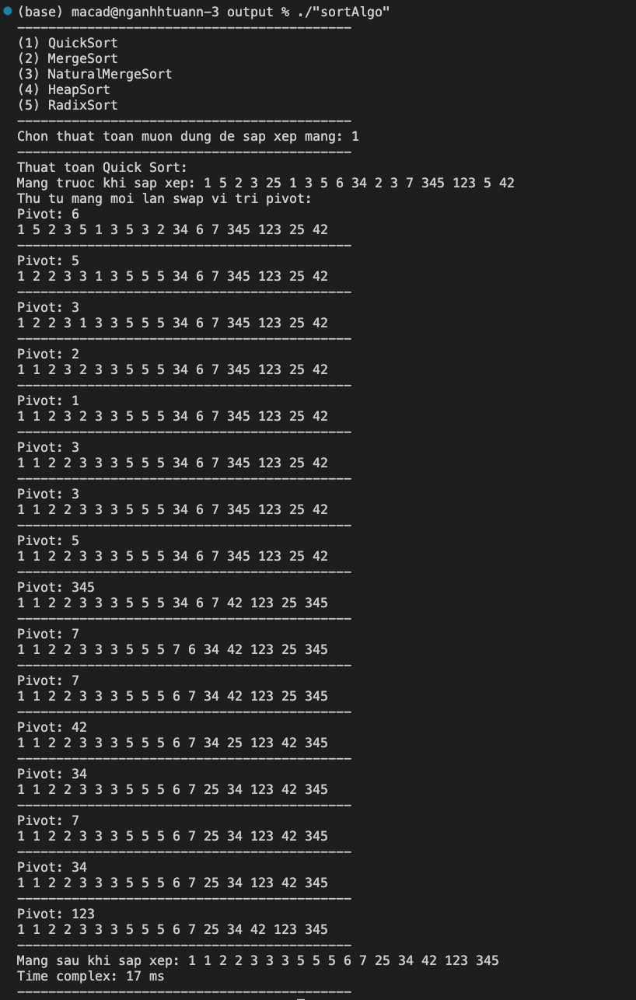 (base) macad@nganhhtuann-3 output % ./"sortAlgo"
-------------------------------------------
(1) QuickSort
(2) MergeSort
(3) NaturalMergeSort
(4) HeapSort
(5) RadixSort
-------------------------------------------
Chon thuat toan muon dung de sap xep mang: 1
-------------------------------------------
Thuat toan Quick Sort:
Mang truoc khi sap xep: 1 5 2 3 25 1 3 5 6 34 2 3 7 345 123 5 42
Thu tu mang moi lan swap vi tri pivot:
Pivot: 6
1 5 2 3 5 1 3 5 3 2 34 6 7 345 123 25 42
-------------------------------------------
Pivot: 5
1 2 2 3 3 1 3 5 5 5 34 6 7 345 123 25 42
-------------------------------------------
Pivot: 3
1 2 2 3 1 3 3 5 5 5 34 6 7 345 123 25 42
-------------------------------------------
Pivot: 2
1 1 2 3 2 3 3 5 5 5 34 6 7 345 123 25 42
-------------------------------------------
Pivot: 1
1 1 2 3 2 3 3 5 5 5 34 6 7 345 123 25 42
-------------------------------------------
Pivot: 3
1 1 2 2 3 3 3 5 5 5 34 6 7 345 123 25 42
-------------------------------------------
Pivot: 3
1 1 2 2 3 3 3 5 5 5 34 6 7 345 123 25 42
-------------------------------------------
Pivot: 5
1 1 2 2 3 3 3 5 5 5 34 6 7 345 123 25 42
-------------------------------------------
Pivot: 345
1 1 2 2 3 3 3 5 5 5 34 6 7 42 123 25 345
-------------------------------------------
Pivot: 7
1 1 2 2 3 3 3 5 5 5 7 6 34 42 123 25 345
-------------------------------------------
Pivot: 7
1 1 2 2 3 3 3 5 5 5 6 7 34 42 123 25 345
-------------------------------------------
Pivot: 42
1 1 2 2 3 3 3 5 5 5 6 7 34 25 123 42 345
-------------------------------------------
Pivot: 34
1 1 2 2 3 3 3 5 5 5 6 7 25 34 123 42 345
-------------------------------------------
Pivot: 7
1 1 2 2 3 3 3 5 5 5 6 7 25 34 123 42 345
-------------------------------------------
Pivot: 34
1 1 2 2 3 3 3 5 5 5 6 7 25 34 123 42 345
-------------------------------------------
Pivot: 123
1 1 2 2 3 3 3 5 5 5 6 7 25 34 42 123 345
-------------------------------------------
Mang sau khi sap xep: 1 1 2 2 3 3 3 5 5 5 6 7 25 34 42 123 345
Time complex: 17 ms
-------------------------------------------